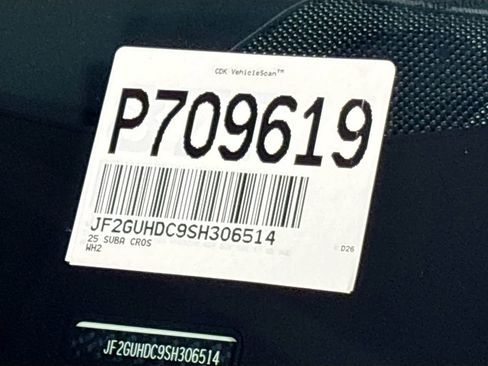 CDK VehicleScan™
P709619
JF2GUHDC9SH306514
25 SUBA CROS
D26
WH2
JF2GUHDC9SH306514